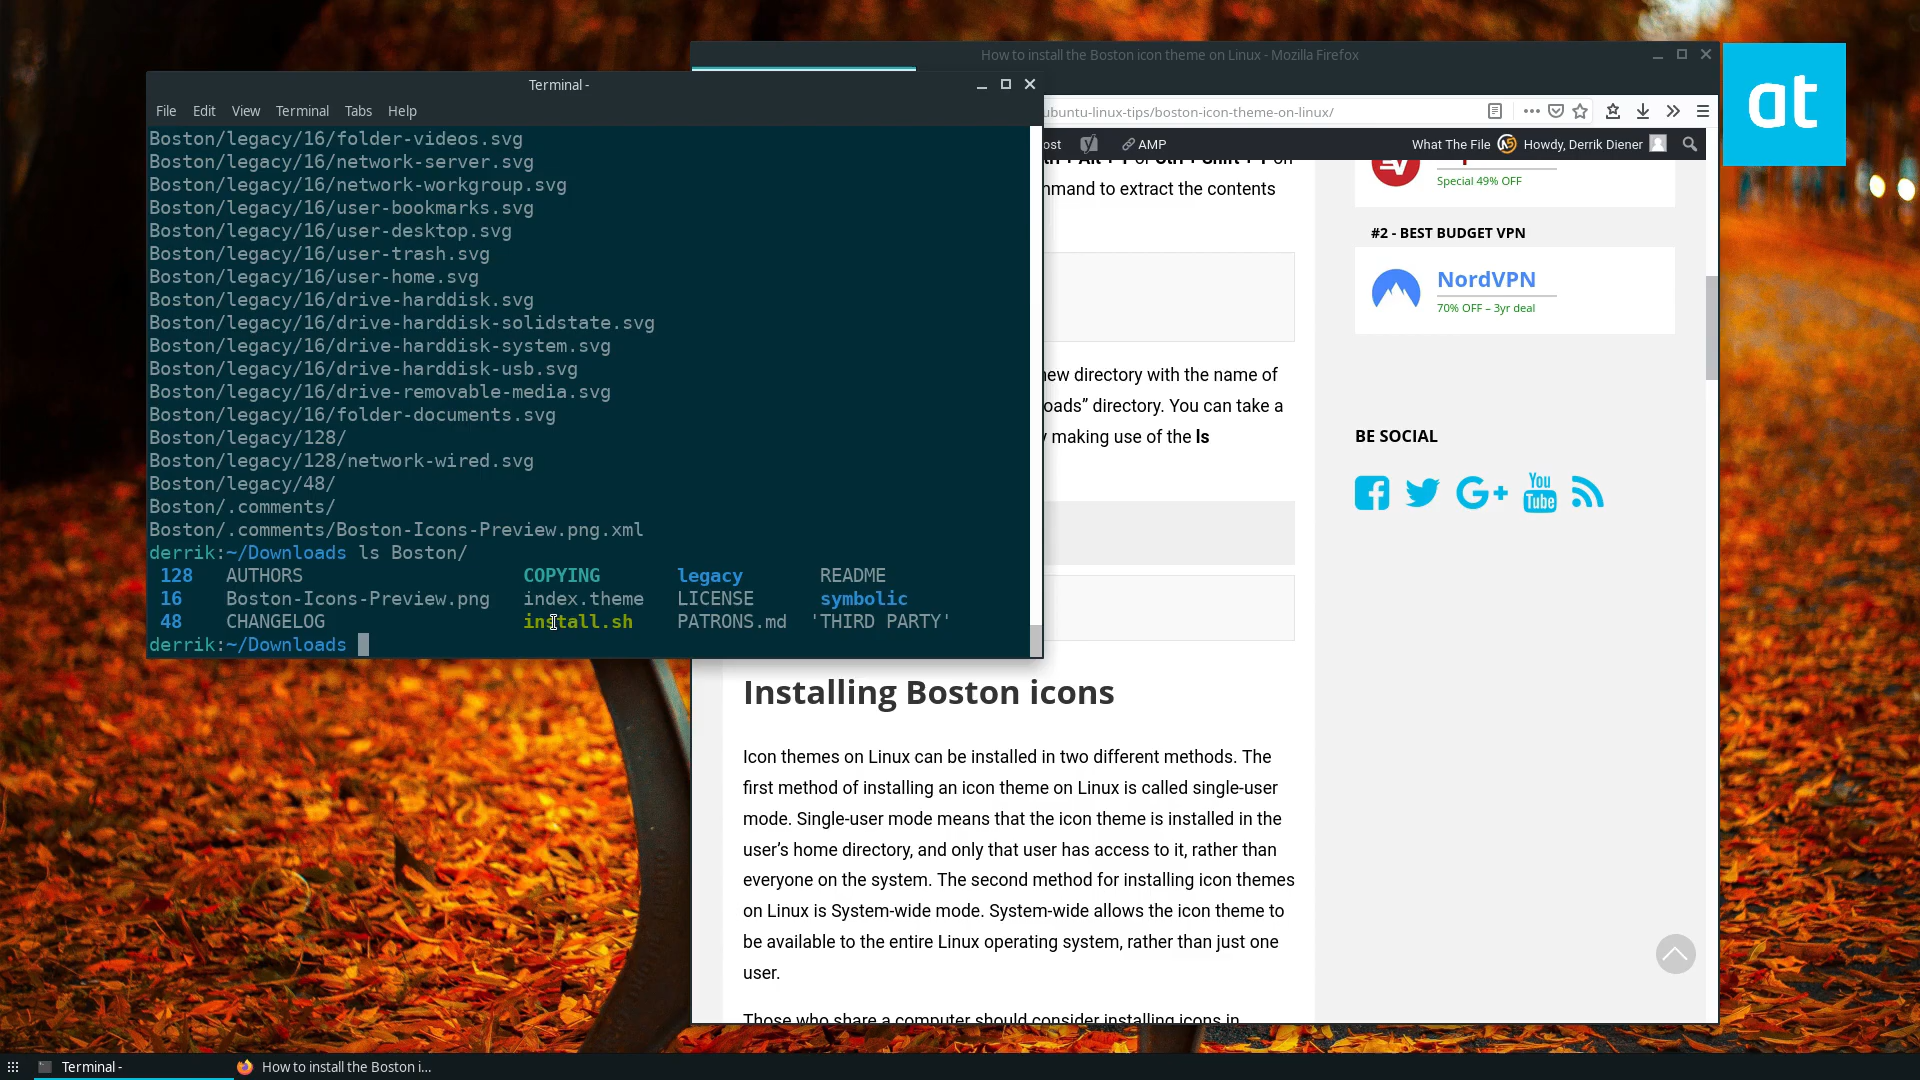 How to install the Boston icon theme on Linux - Mozilla Firefox
at
Terminal -
File Edit View Terminal Tabs Help
Boston/legacy/16/folder-videos.svg
Boston/legacy/16/network-server.svg
Boston/legacy/16/network-workgroup.svg
Boston/legacy/16/user-bookmarks.svg
Boston/legacy/16/user-desktop.svg
Boston/legacy/16/user-trash.svg
Boston/legacy/16/user-home.svg
Boston/legacy/16/drive-harddisk.svg
Boston/legacy/16/drive-harddisk-solidstate.svg
Boston/legacy/16/drive-harddisk-system.svg
Boston/legacy/16/drive-harddisk-usb.svg
Boston/legacy/16/drive-removable-media.svg
Boston/legacy/16/folder-documents.svg
Boston/legacy/128/
Boston/legacy/128/network-wired.svg
Boston/legacy/48/
Boston/.comments/
Boston/.comments/Boston-Icons-Preview.png.xml
derrik:~/Downloads ls Boston/
128 AUTHORS COPYING legacy README
16 Boston-Icons-Preview.png index.theme LICENSE symbolic
48 CHANGELOG install.sh PATRONS.md 'THIRD PARTY'
derrik:~/Downloads
ubuntu-linux-tips/boston-icon-theme-on-linux/
ost AMP What The File Howdy, Derrik Diener
mmand to extract the contents
new directory with the name of
oads” directory. You can take a
y making use of the ls
Installing Boston icons
Icon themes on Linux can be installed in two different methods. The
first method of installing an icon theme on Linux is called single-user
mode. Single-user mode means that the icon theme is installed in the
user’s home directory, and only that user has access to it, rather than
everyone on the system. The second method for installing icon themes
on Linux is System-wide mode. System-wide allows the icon theme to
be available to the entire Linux operating system, rather than just one
user.
Those who share a computer should consider installing icons in
Special 49% OFF
#2 - BEST BUDGET VPN
NordVPN
70% OFF – 3yr deal
BE SOCIAL
You
Tube
Terminal -
How to install the Boston i...